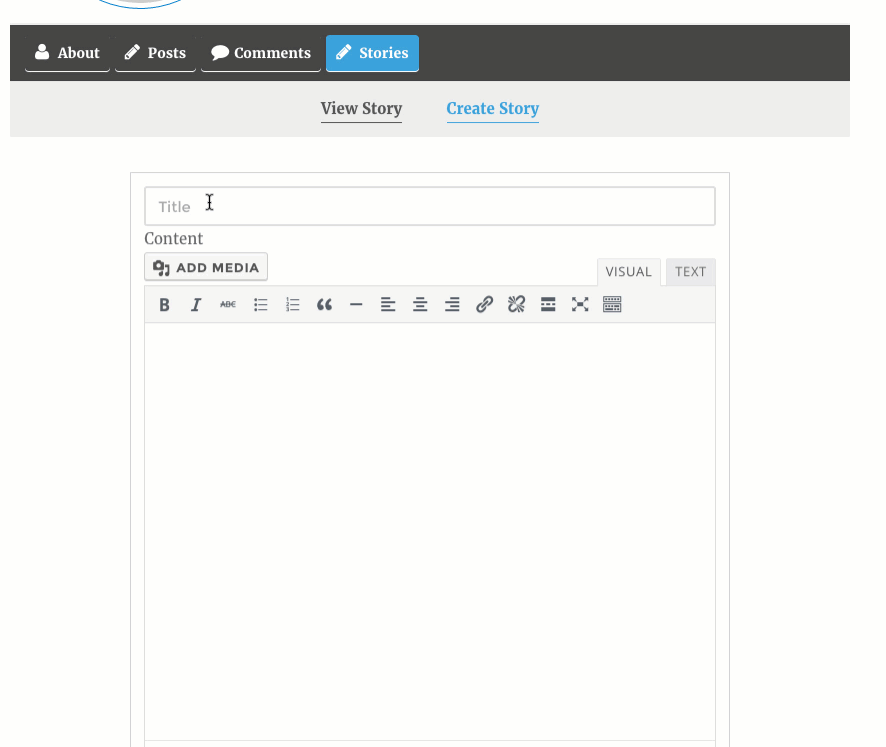 About Posts Comments Stories
View Story Create Story
Title
Content
ADD MEDIA
VISUAL TEXT
B I ABC